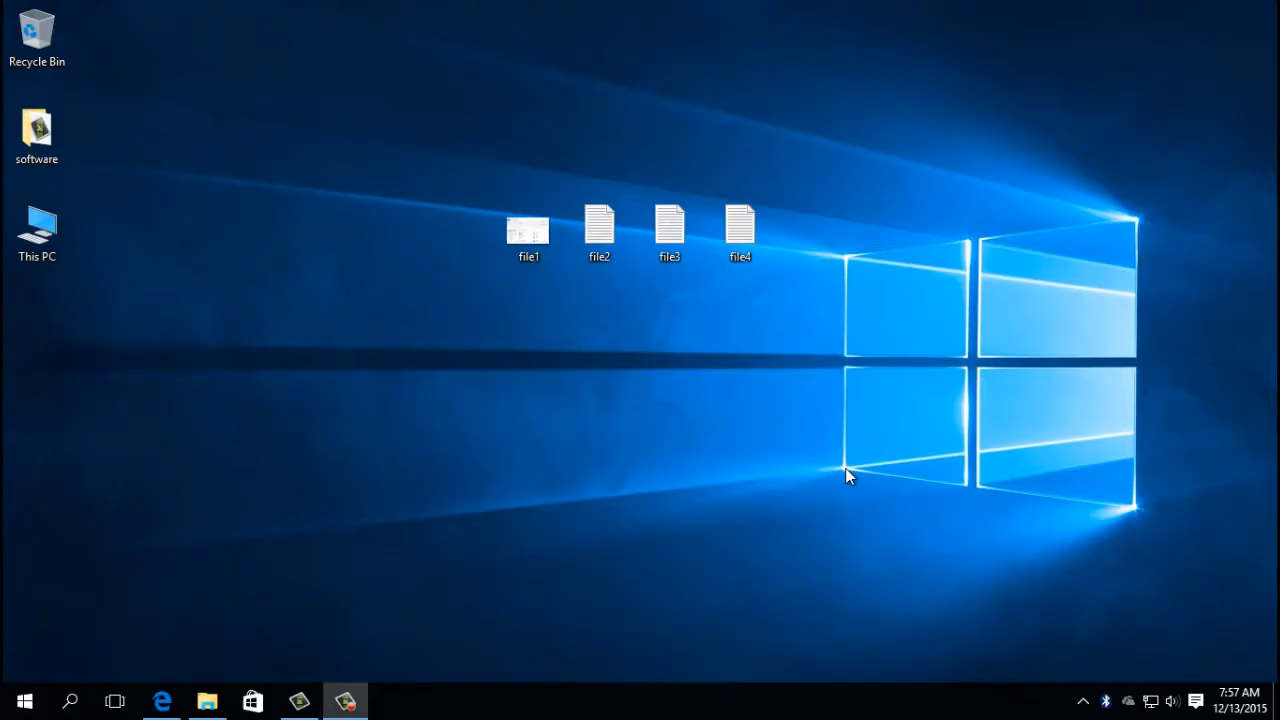 Recycle Bin
software
This PC
file1
file2
file3
file4
7:57 AM
12/13/2015